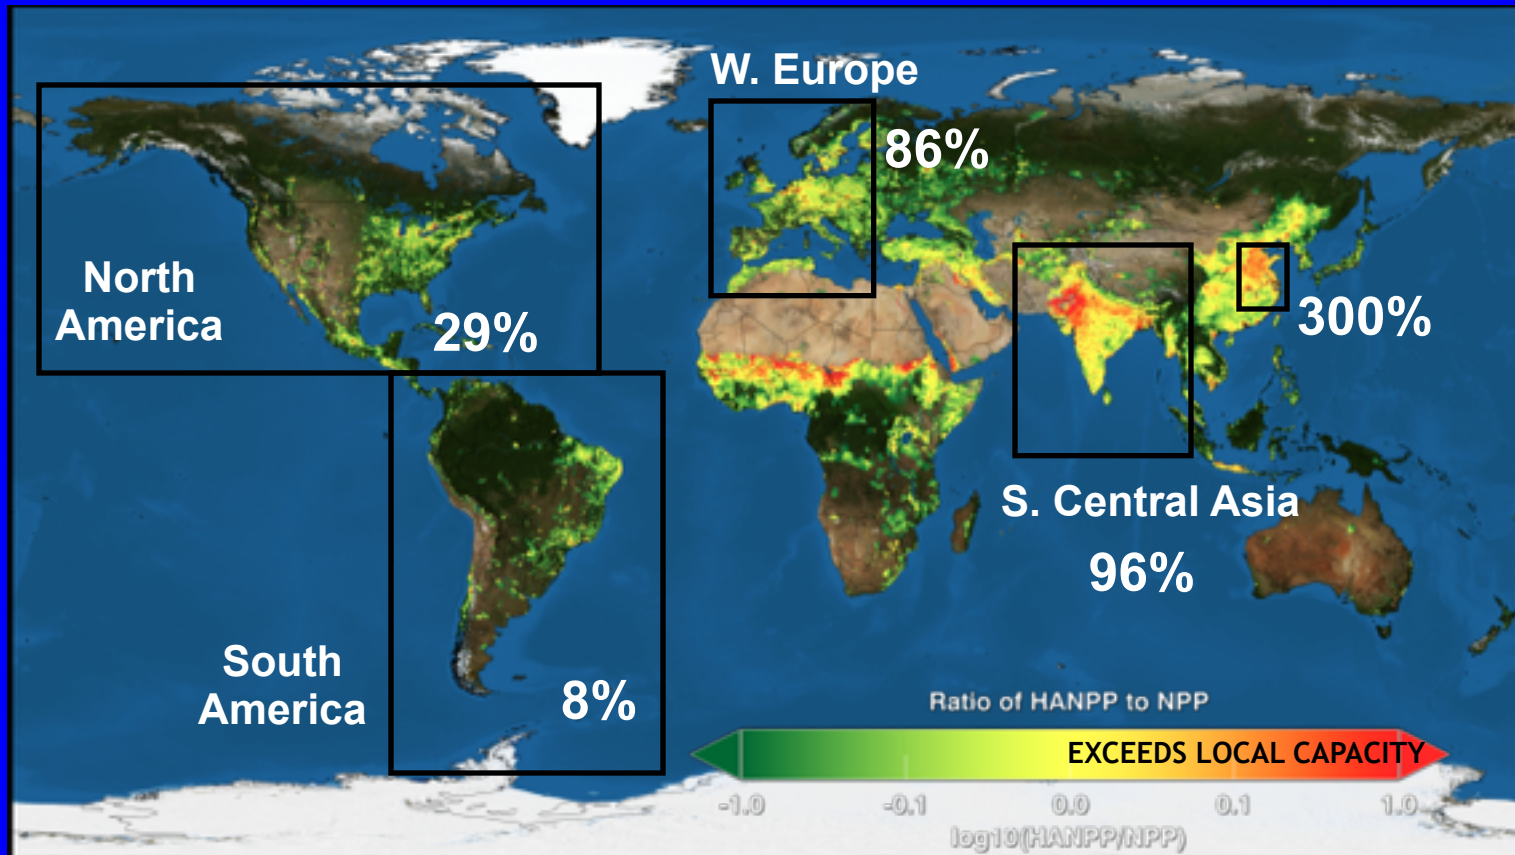 W. Europe
86%
North
America
29%
300%
S. Central Asia
96%
South
America
8%
Ratio of HANPP to NPP
EXCEEDS LOCAL CAPACITY
-1.0 -0.1 0.0 0.1 1.0
log10(HANPP/NPP)